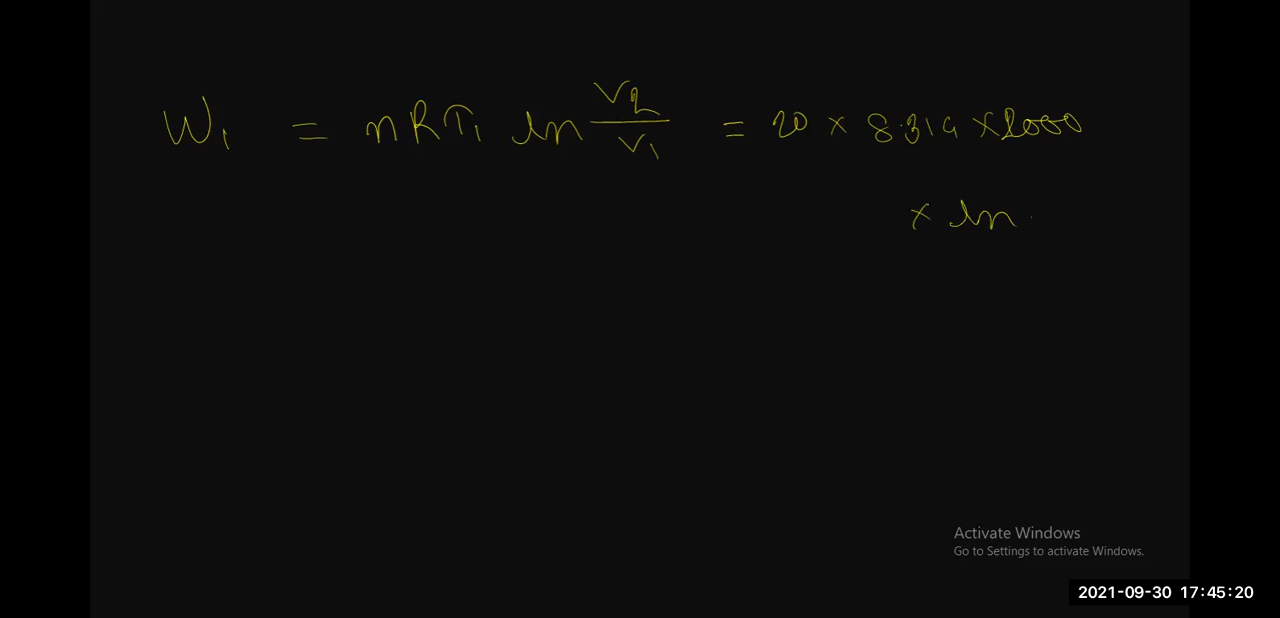 W₁ = nRT₁ ln V₂/V₁ = 20 × 8.314 × 2000
× ln
Activate Windows
Go to Settings to activate Windows.
2021-09-30 17:45:20